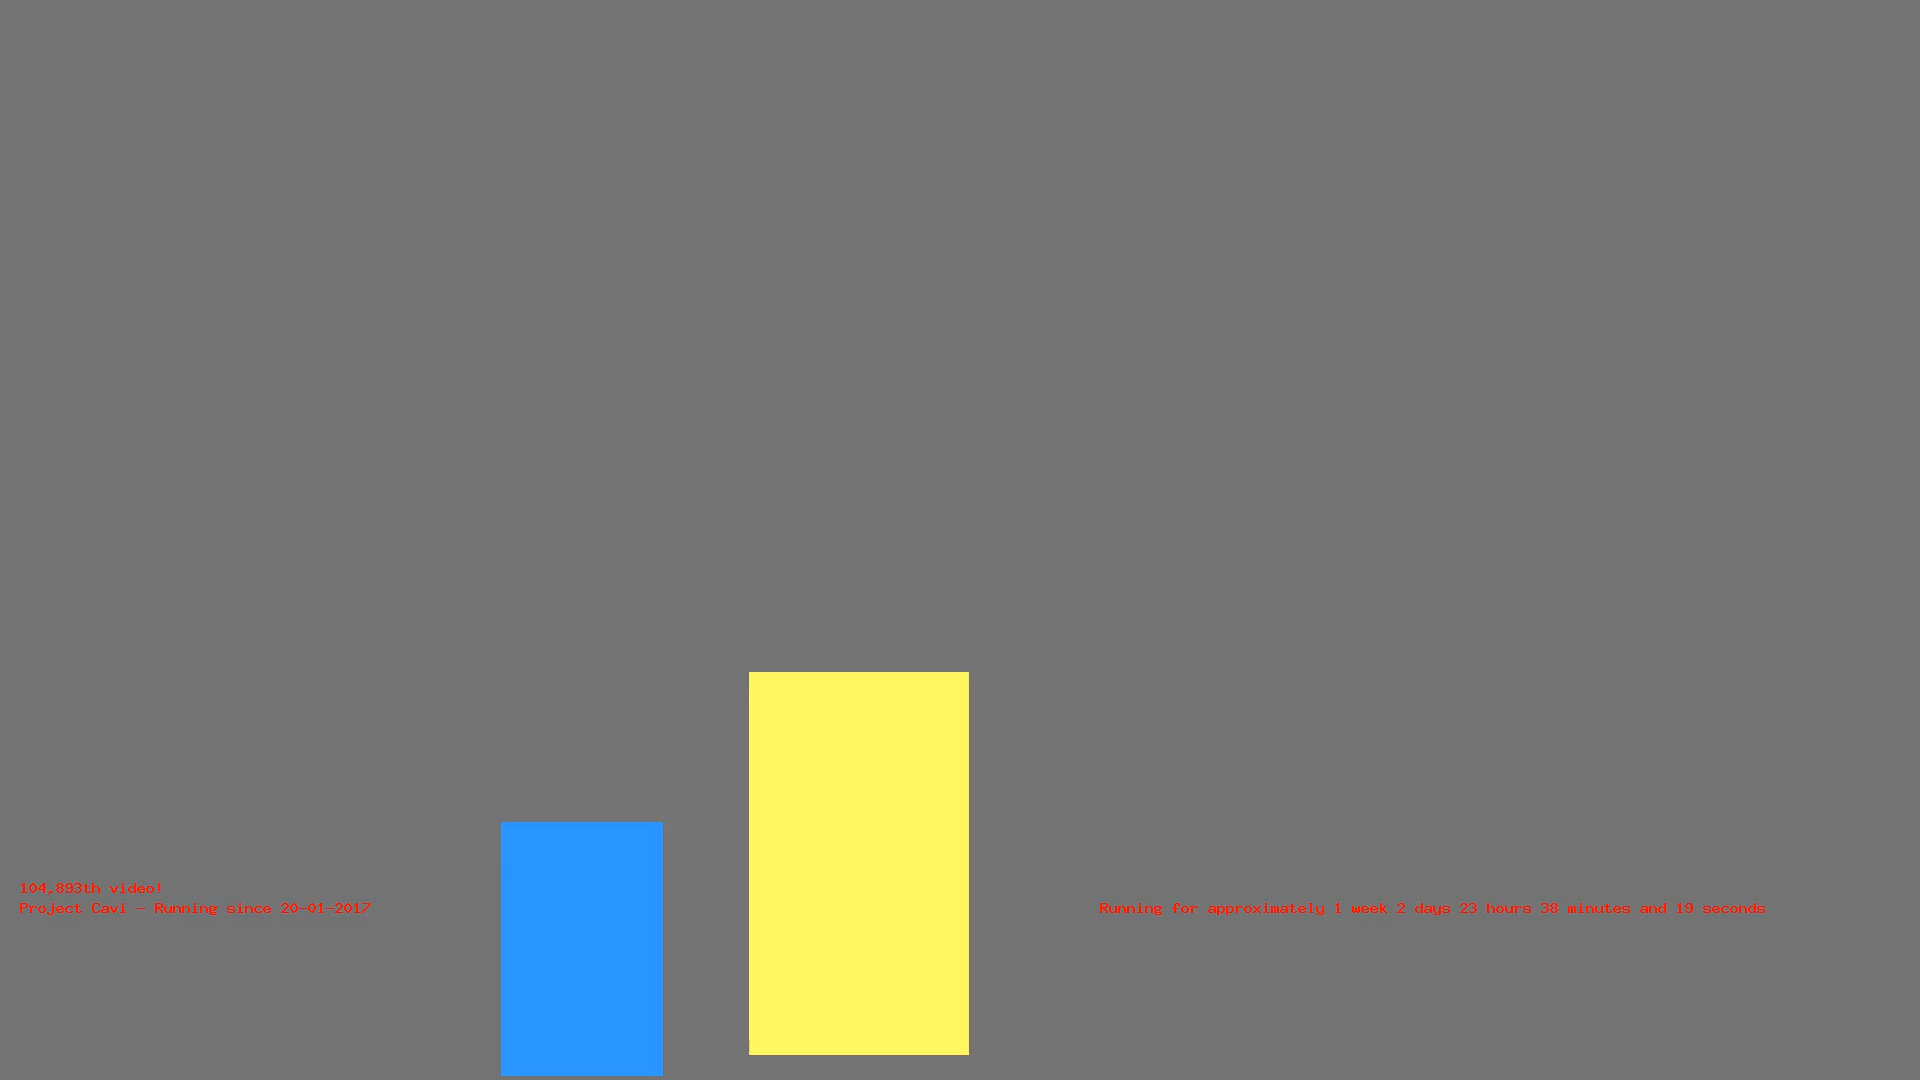 104,893th video!
Project Cavi - Running since 20-01-2017
Running for approximately 1 week 2 days 23 hours 38 minutes and 19 seconds